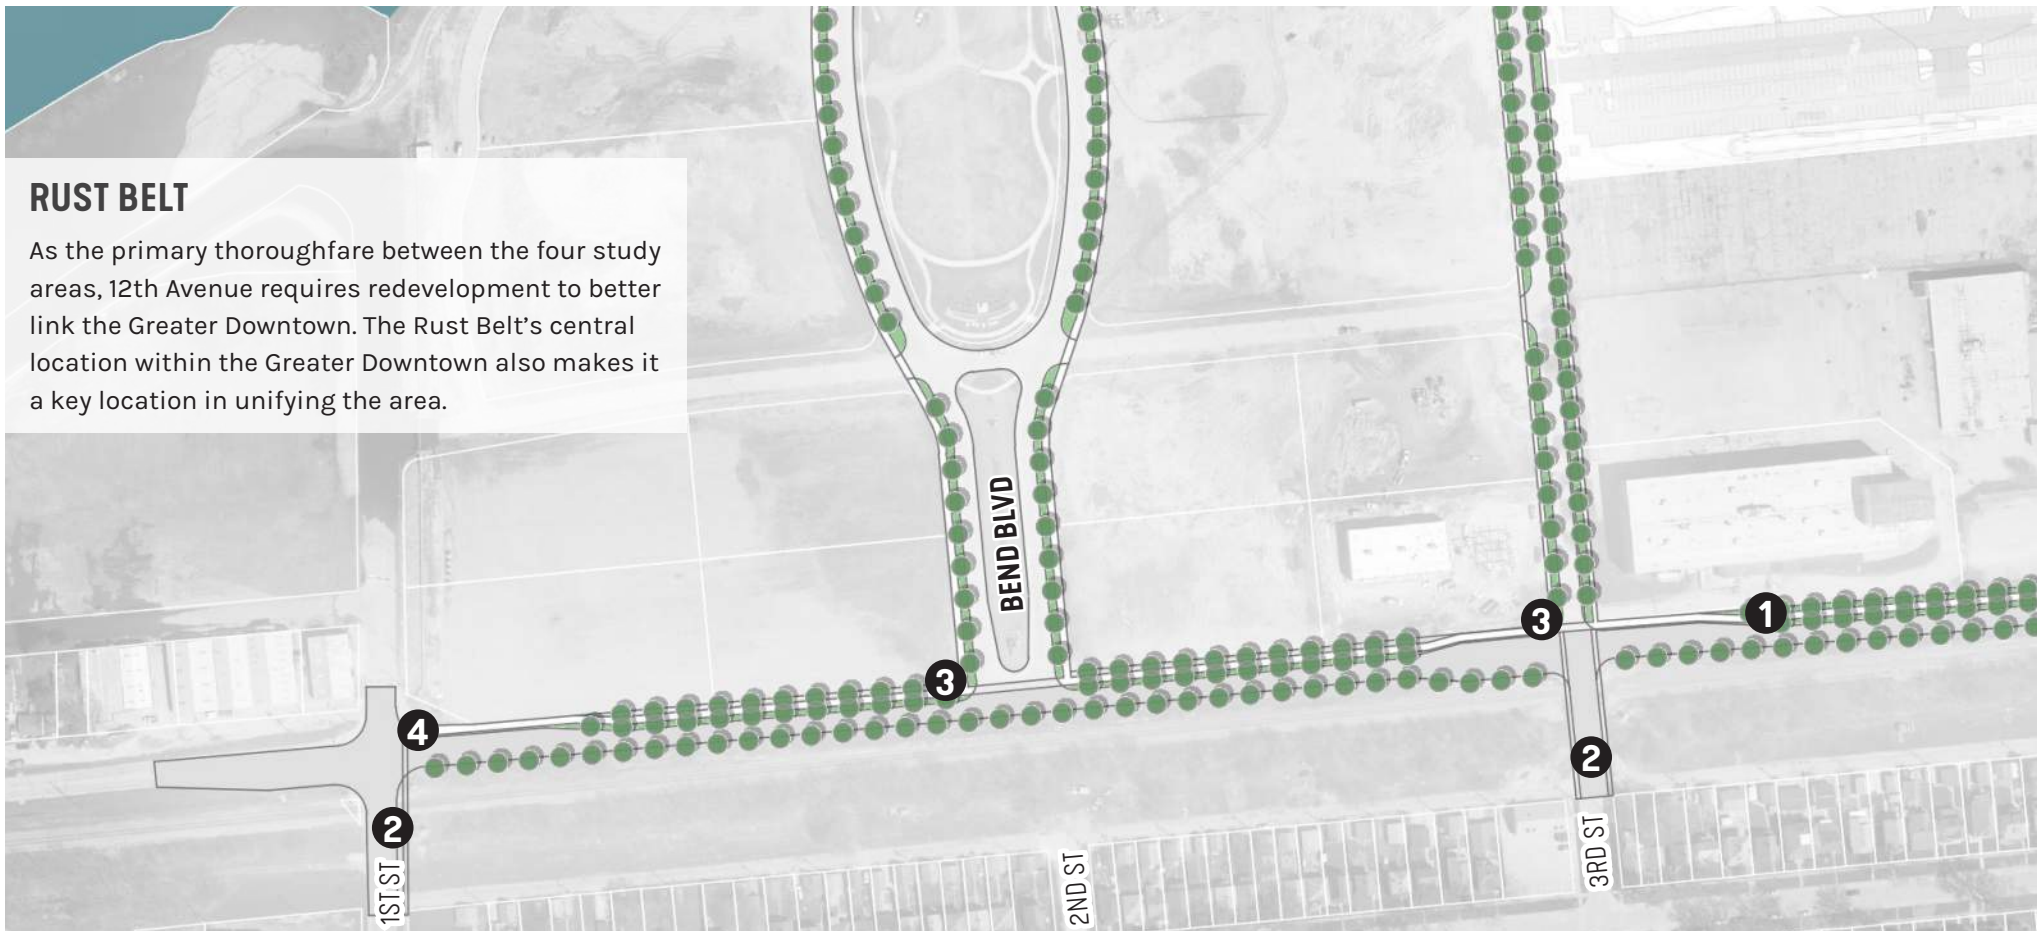 RUST BELT
As the primary thoroughfare between the four study
areas, 12th Avenue requires redevelopment to better
link the Greater Downtown. The Rust Belt’s central
location within the Greater Downtown also makes it
a key location in unifying the area.
BEND BLVD
1
3
3
4
2
2
1ST ST
2ND ST
3RD ST